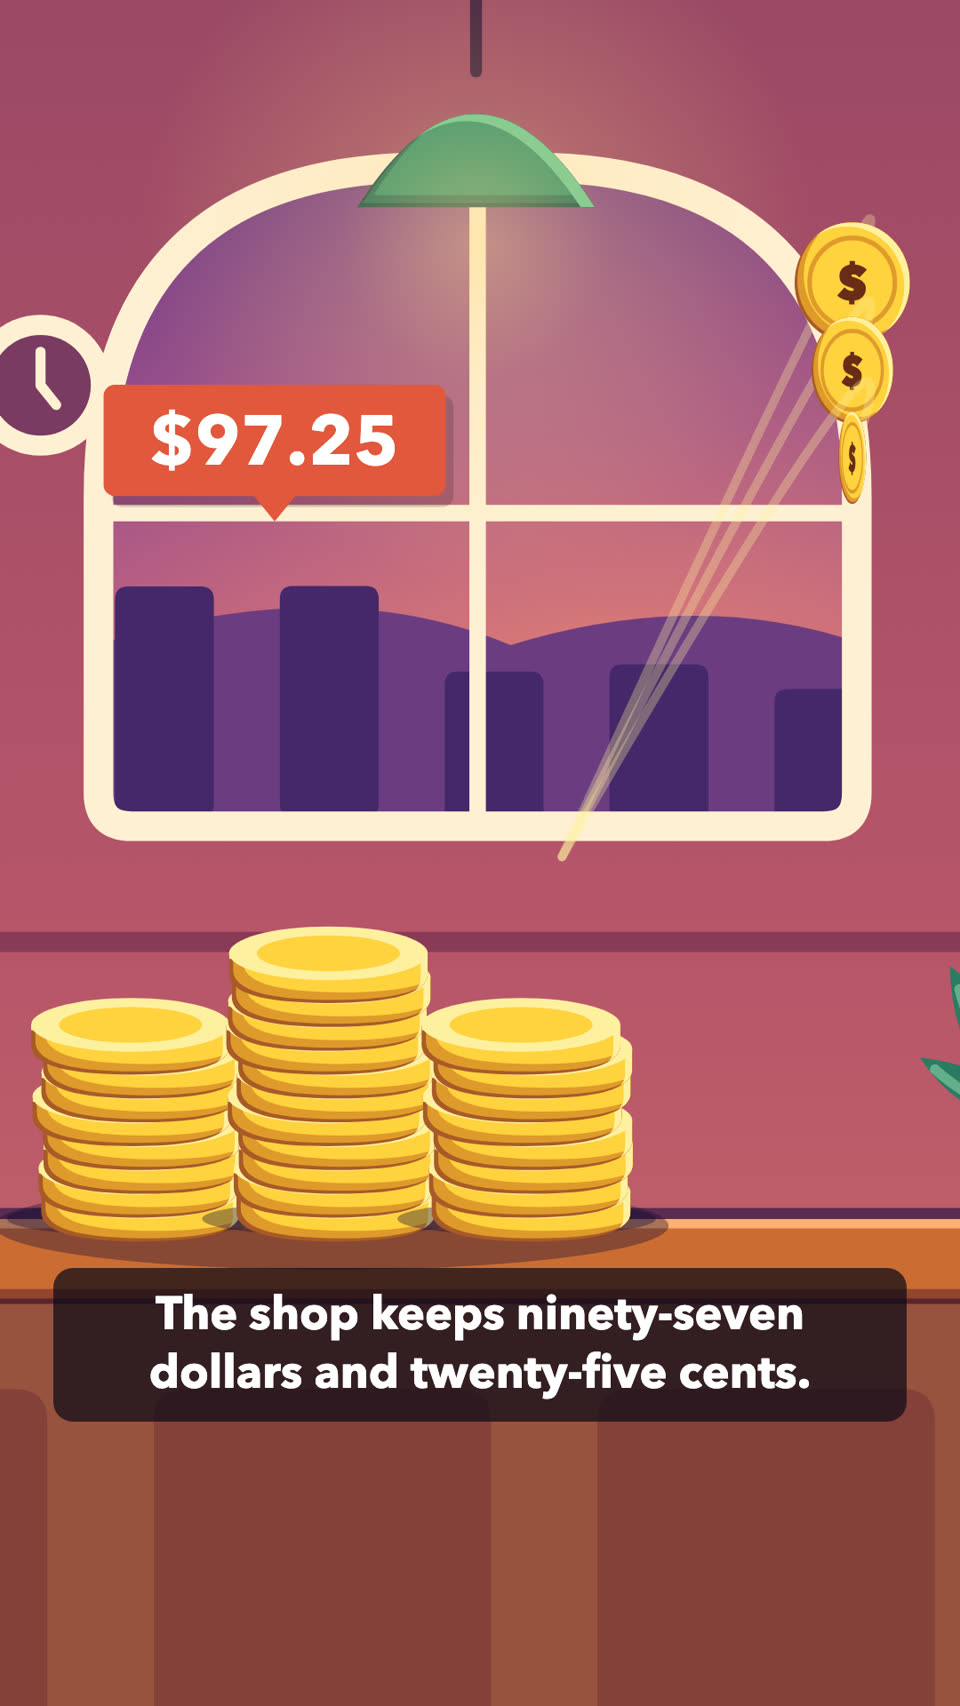 $
$
$
$97.25
The shop keeps ninety-seven
dollars and twenty-five cents.